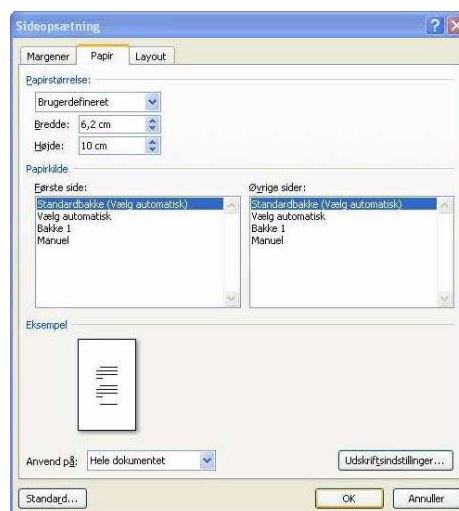 Sideopsætning
Margener Papir Layout
Papirstørrelse:
Brugerdefineret
Bredde: 6,2 cm
Højde: 10 cm
Papirkilde
Første side: Øvrige sider:
Standardbakke (Vælg automatisk) Standardbakke (Vælg automatisk)
Vælg automatisk Vælg automatisk
Bakke 1 Bakke 1
Manuel Manuel
Eksempel
Anvend på: Hele dokumentet Udskriftsindstillinger...
Standard... OK Annuller